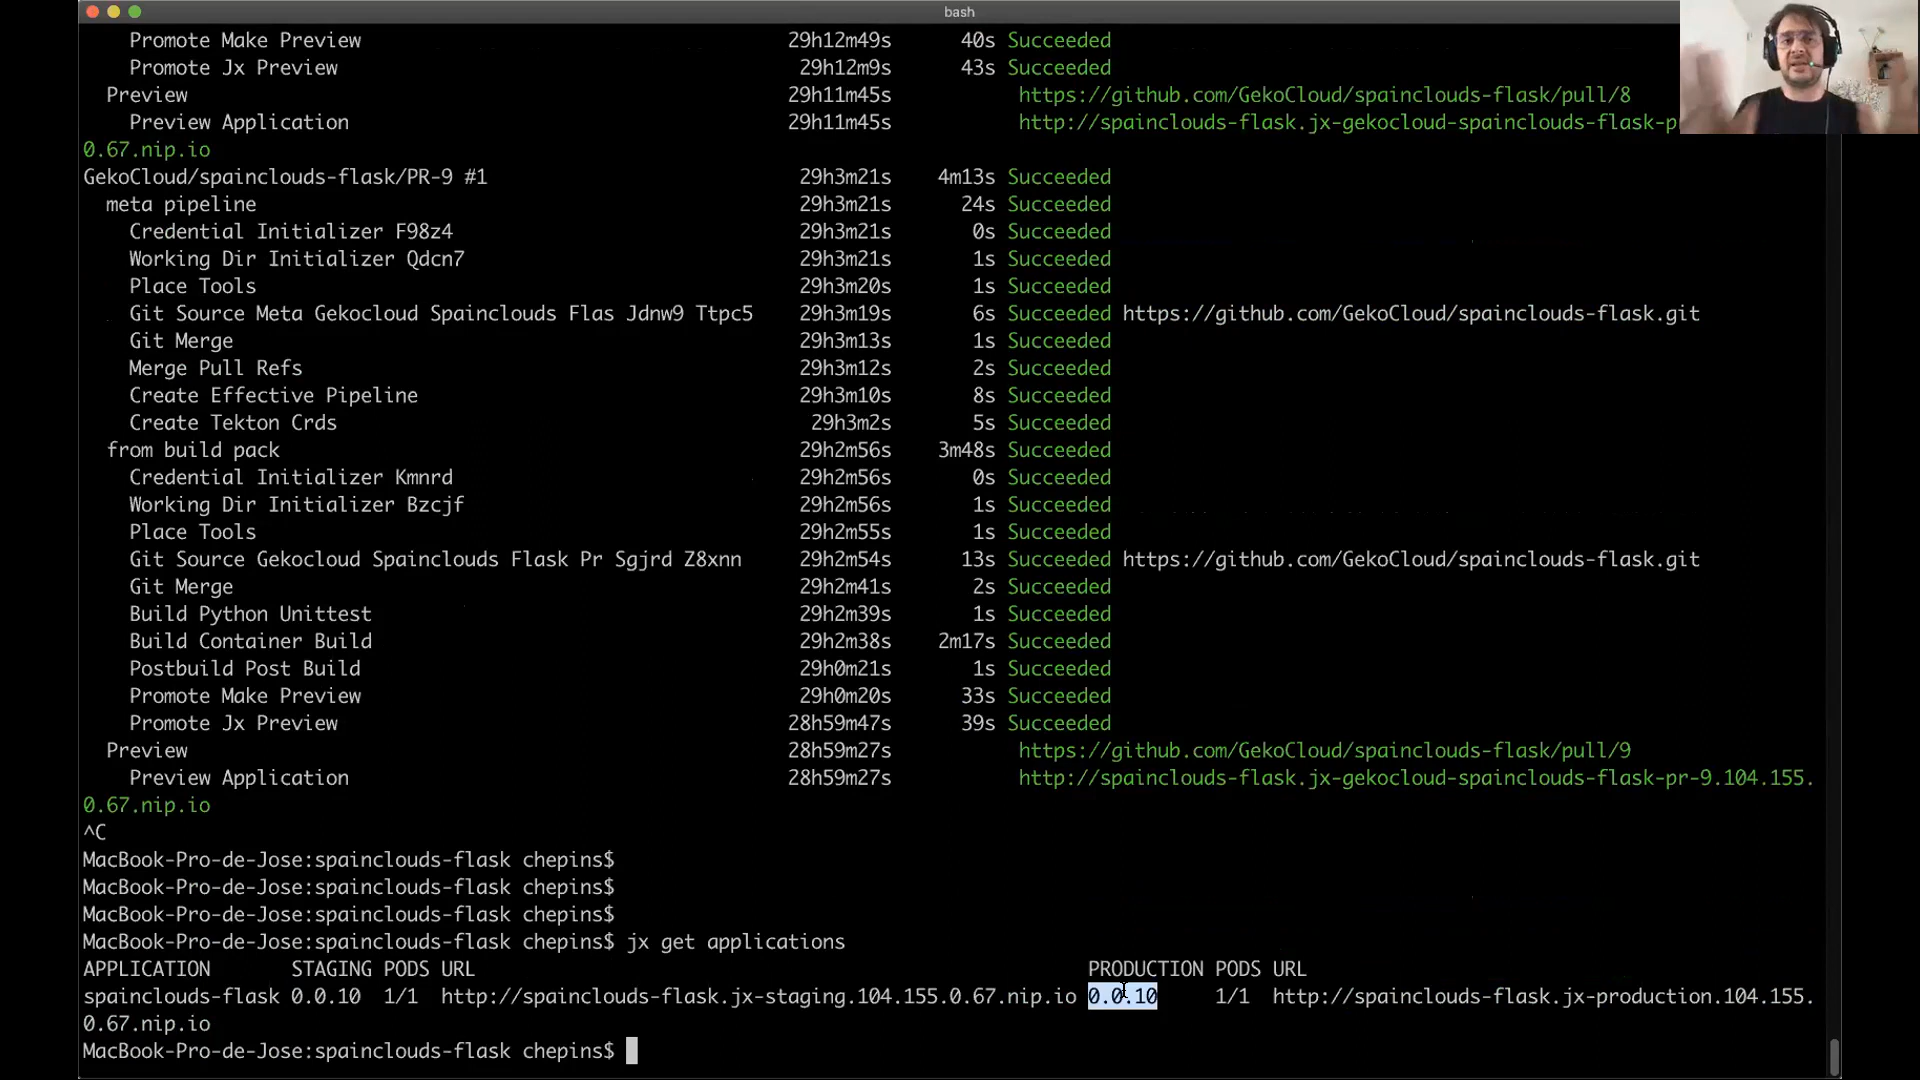 bash
Promote Make Preview 29h12m49s 40s Succeeded
Promote Jx Preview 29h12m9s 43s Succeeded
Preview 29h11m45s https://github.com/GekoCloud/spainclouds-flask/pull/8
Preview Application 29h11m45s http://spainclouds-flask.jx-gekocloud-spainclouds-flask-p
0.67.nip.io
GekoCloud/spainclouds-flask/PR-9 #1 29h3m21s 4m13s Succeeded
meta pipeline 29h3m21s 24s Succeeded
Credential Initializer F98z4 29h3m21s 0s Succeeded
Working Dir Initializer Qdcn7 29h3m21s 1s Succeeded
Place Tools 29h3m20s 1s Succeeded
Git Source Meta Gekocloud Spainclouds Flas Jdnw9 Ttpc5 29h3m19s 6s Succeeded https://github.com/GekoCloud/spainclouds-flask.git
Git Merge 29h3m13s 1s Succeeded
Merge Pull Refs 29h3m12s 2s Succeeded
Create Effective Pipeline 29h3m10s 8s Succeeded
Create Tekton Crds 29h3m2s 5s Succeeded
from build pack 29h2m56s 3m48s Succeeded
Credential Initializer Kmnrd 29h2m56s 0s Succeeded
Working Dir Initializer Bzcjf 29h2m56s 1s Succeeded
Place Tools 29h2m55s 1s Succeeded
Git Source Gekocloud Spainclouds Flask Pr Sgjrd Z8xnn 29h2m54s 13s Succeeded https://github.com/GekoCloud/spainclouds-flask.git
Git Merge 29h2m41s 2s Succeeded
Build Python Unittest 29h2m39s 1s Succeeded
Build Container Build 29h2m38s 2m17s Succeeded
Postbuild Post Build 29h0m21s 1s Succeeded
Promote Make Preview 29h0m20s 33s Succeeded
Promote Jx Preview 28h59m47s 39s Succeeded
Preview 28h59m27s https://github.com/GekoCloud/spainclouds-flask/pull/9
Preview Application 28h59m27s http://spainclouds-flask.jx-gekocloud-spainclouds-flask-pr-9.104.155.
0.67.nip.io
^C
MacBook-Pro-de-Jose:spainclouds-flask chepins$
MacBook-Pro-de-Jose:spainclouds-flask chepins$
MacBook-Pro-de-Jose:spainclouds-flask chepins$
MacBook-Pro-de-Jose:spainclouds-flask chepins$ jx get applications
APPLICATION STAGING PODS URL PRODUCTION PODS URL
spainclouds-flask 0.0.10 1/1 http://spainclouds-flask.jx-staging.104.155.0.67.nip.io 0.0.10 1/1 http://spainclouds-flask.jx-production.104.155.
0.67.nip.io
MacBook-Pro-de-Jose:spainclouds-flask chepins$